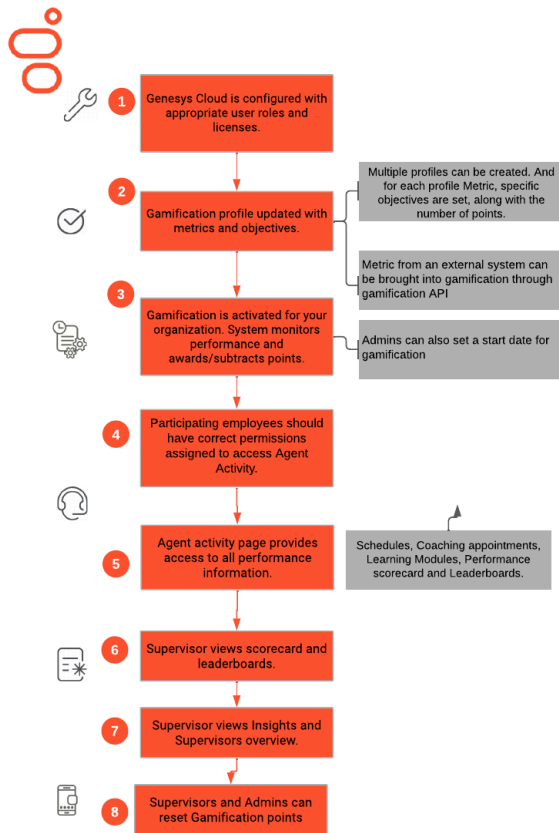 1
Genesys Cloud is configured with
appropriate user roles and
licenses.
2
Gamification profile updated with
metrics and objectives.
Multiple profiles can be created. And
for each profile Metric, specific
objectives are set, along with the
number of points.
Metric from an external system can
be brought into gamification through
gamification API
3
Gamification is activated for your
organization. System monitors
performance and
awards/subtracts points.
Admins can also set a start date for
gamification
4
Participating employees should
have correct permissions
assigned to access Agent
Activity.
5
Agent activity page provides
access to all performance
information.
Schedules, Coaching appointments,
Learning Modules, Performance
scorecard and Leaderboards.
6
Supervisor views scorecard and
leaderboards.
7
Supervisor views Insights and
Supervisors overview.
8
Supervisors and Admins can
reset Gamification points